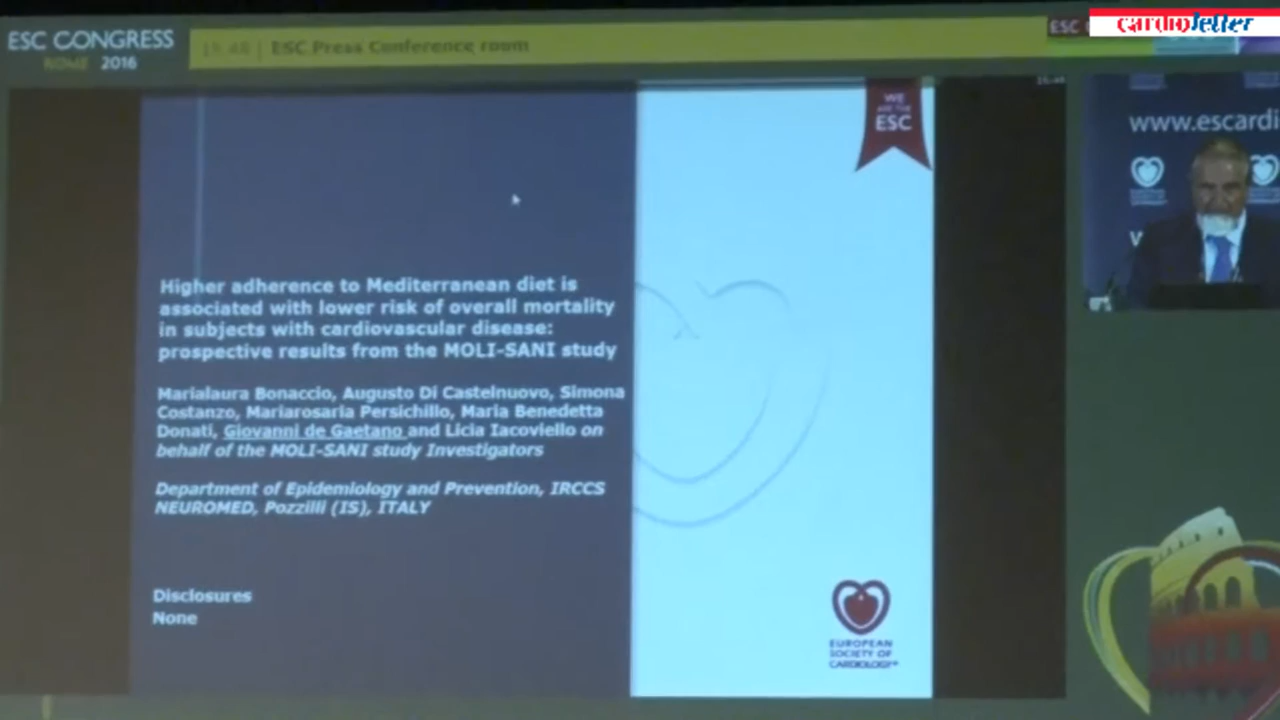 ESC CONGRESS
ROME 2016
15:45 | ESC Press Conference room
ESC
cardioletter
WE
ARE THE
ESC
www.escardi
Higher adherence to Mediterranean diet is
associated with lower risk of overall mortality
in subjects with cardiovascular disease:
prospective results from the MOLI-SANI study
Marialaura Bonaccio, Augusto Di Castelnuovo, Simona
Costanzo, Mariarosaria Persichillo, Maria Benedetta
Donati, Giovanni de Gaetano and Licia Iacoviello on
behalf of the MOLI-SANI study Investigators
Department of Epidemiology and Prevention, IRCCS
NEUROMED, Pozzilli (IS), ITALY
Disclosures
None
EUROPEAN
SOCIETY OF
CARDIOLOGY